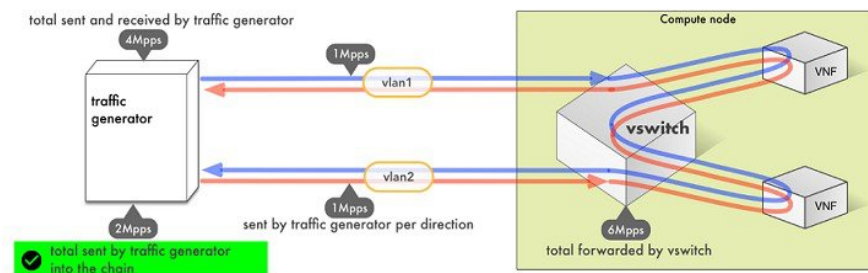 total sent and received by traffic generator
4Mpps
1Mpps
Compute node
VNF
vlan1
traffic
generator
vswitch
vlan2
1Mpps
VNF
2Mpps
sent by traffic generator per direction
6Mpps
total sent by traffic generator
into the chain
total forwarded by vswitch